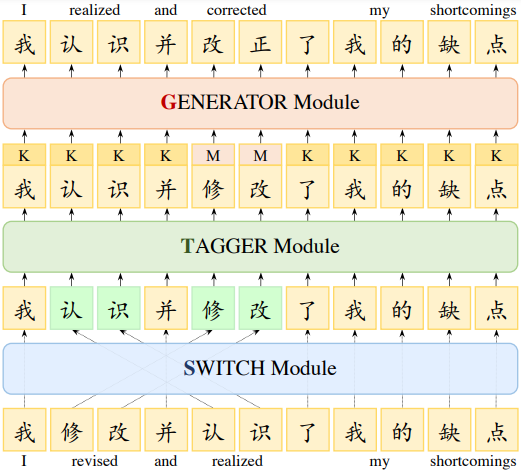 I realized and corrected my shortcomings
我 认 识 并 改 正 了 我 的 缺 点
GENERATOR Module
K K K K M M K K K K K
我 认 识 并 修 改 了 我 的 缺 点
TAGGER Module
我 认 识 并 修 改 了 我 的 缺 点
SWITCH Module
我 修 改 并 认 识 了 我 的 缺 点
I revised and realized my shortcomings